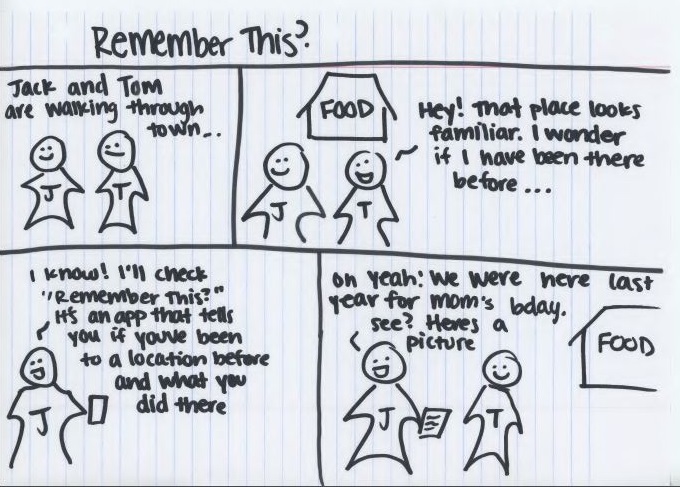 Remember This?
Jack and Tom
are walking through
town...
J
T
FOOD
Hey! That place looks
familiar. I wonder
if I have been there
before ...
J
T
I know! I'll check
"Remember This?"
It's an app that tells
you if youve been
to a location before
and what you
did there
J
Oh yeah! We were here last
year for mom's bday.
see? Heres a
picture
FOOD
J
T